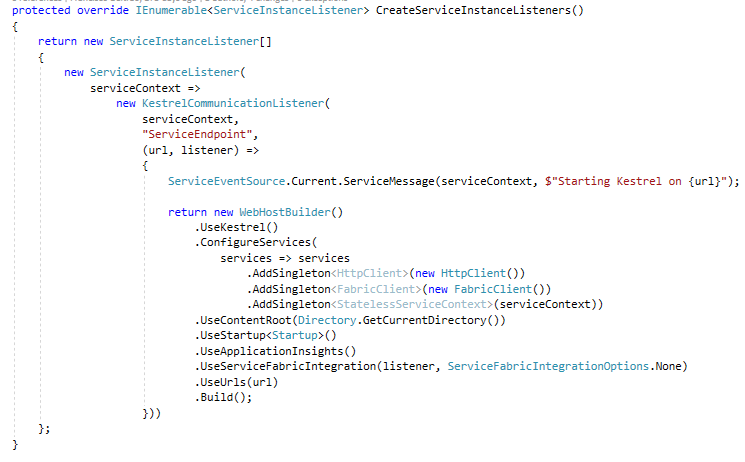 protected override IEnumerable<ServiceInstanceListener> CreateServiceInstanceListeners()
{
    return new ServiceInstanceListener[]
    {
        new ServiceInstanceListener(
            serviceContext =>
                new KestrelCommunicationListener(
                    serviceContext,
                    "ServiceEndpoint",
                    (url, listener) =>
                    {
                        ServiceEventSource.Current.ServiceMessage(serviceContext, $"Starting Kestrel on {url}");

                        return new WebHostBuilder()
                            .UseKestrel()
                            .ConfigureServices(
                                services => services
                                    .AddSingleton<HttpClient>(new HttpClient())
                                    .AddSingleton<FabricClient>(new FabricClient())
                                    .AddSingleton<StatelessServiceContext>(serviceContext))
                            .UseContentRoot(Directory.GetCurrentDirectory())
                            .UseStartup<Startup>()
                            .UseApplicationInsights()
                            .UseServiceFabricIntegration(listener, ServiceFabricIntegrationOptions.None)
                            .UseUrls(url)
                            .Build();
                    }))
    };
}